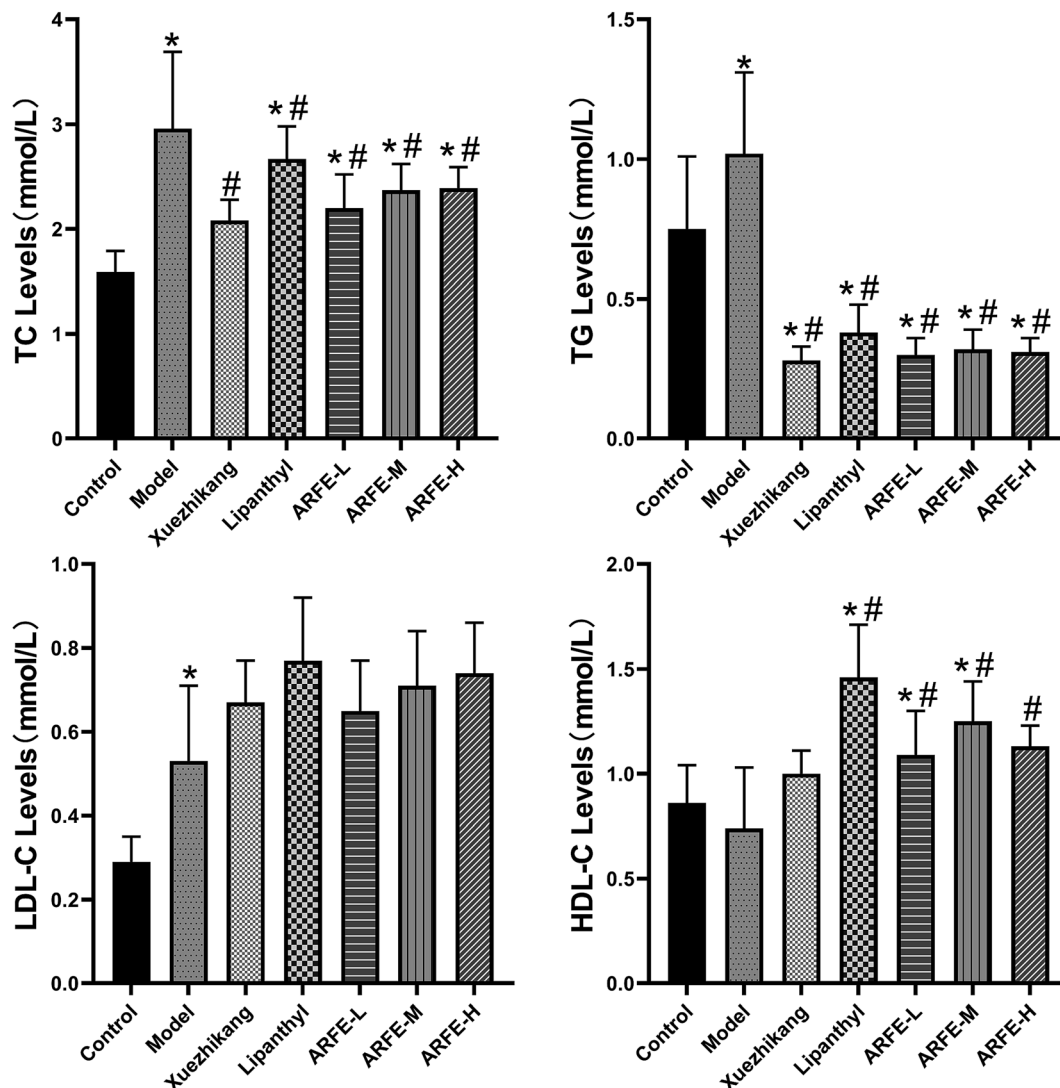 TC Levels (mmol/L)
4
3
2
1
0
*
#
*#
*#
*#
*#
Control
Model
Xuezhikang
Lipanthyl
ARFE-L
ARFE-M
ARFE-H
TG Levels (mmol/L)
1.5
1.0
0.5
0.0
*
*#
*#
*#
*#
*#
Control
Model
Xuezhikang
Lipanthyl
ARFE-L
ARFE-M
ARFE-H
LDL-C Levels (mmol/L)
1.0
0.8
0.6
0.4
0.2
0.0
*
Control
Model
Xuezhikang
Lipanthyl
ARFE-L
ARFE-M
ARFE-H
HDL-C Levels (mmol/L)
2.0
1.5
1.0
0.5
0.0
*#
*#
*#
#
Control
Model
Xuezhikang
Lipanthyl
ARFE-L
ARFE-M
ARFE-H